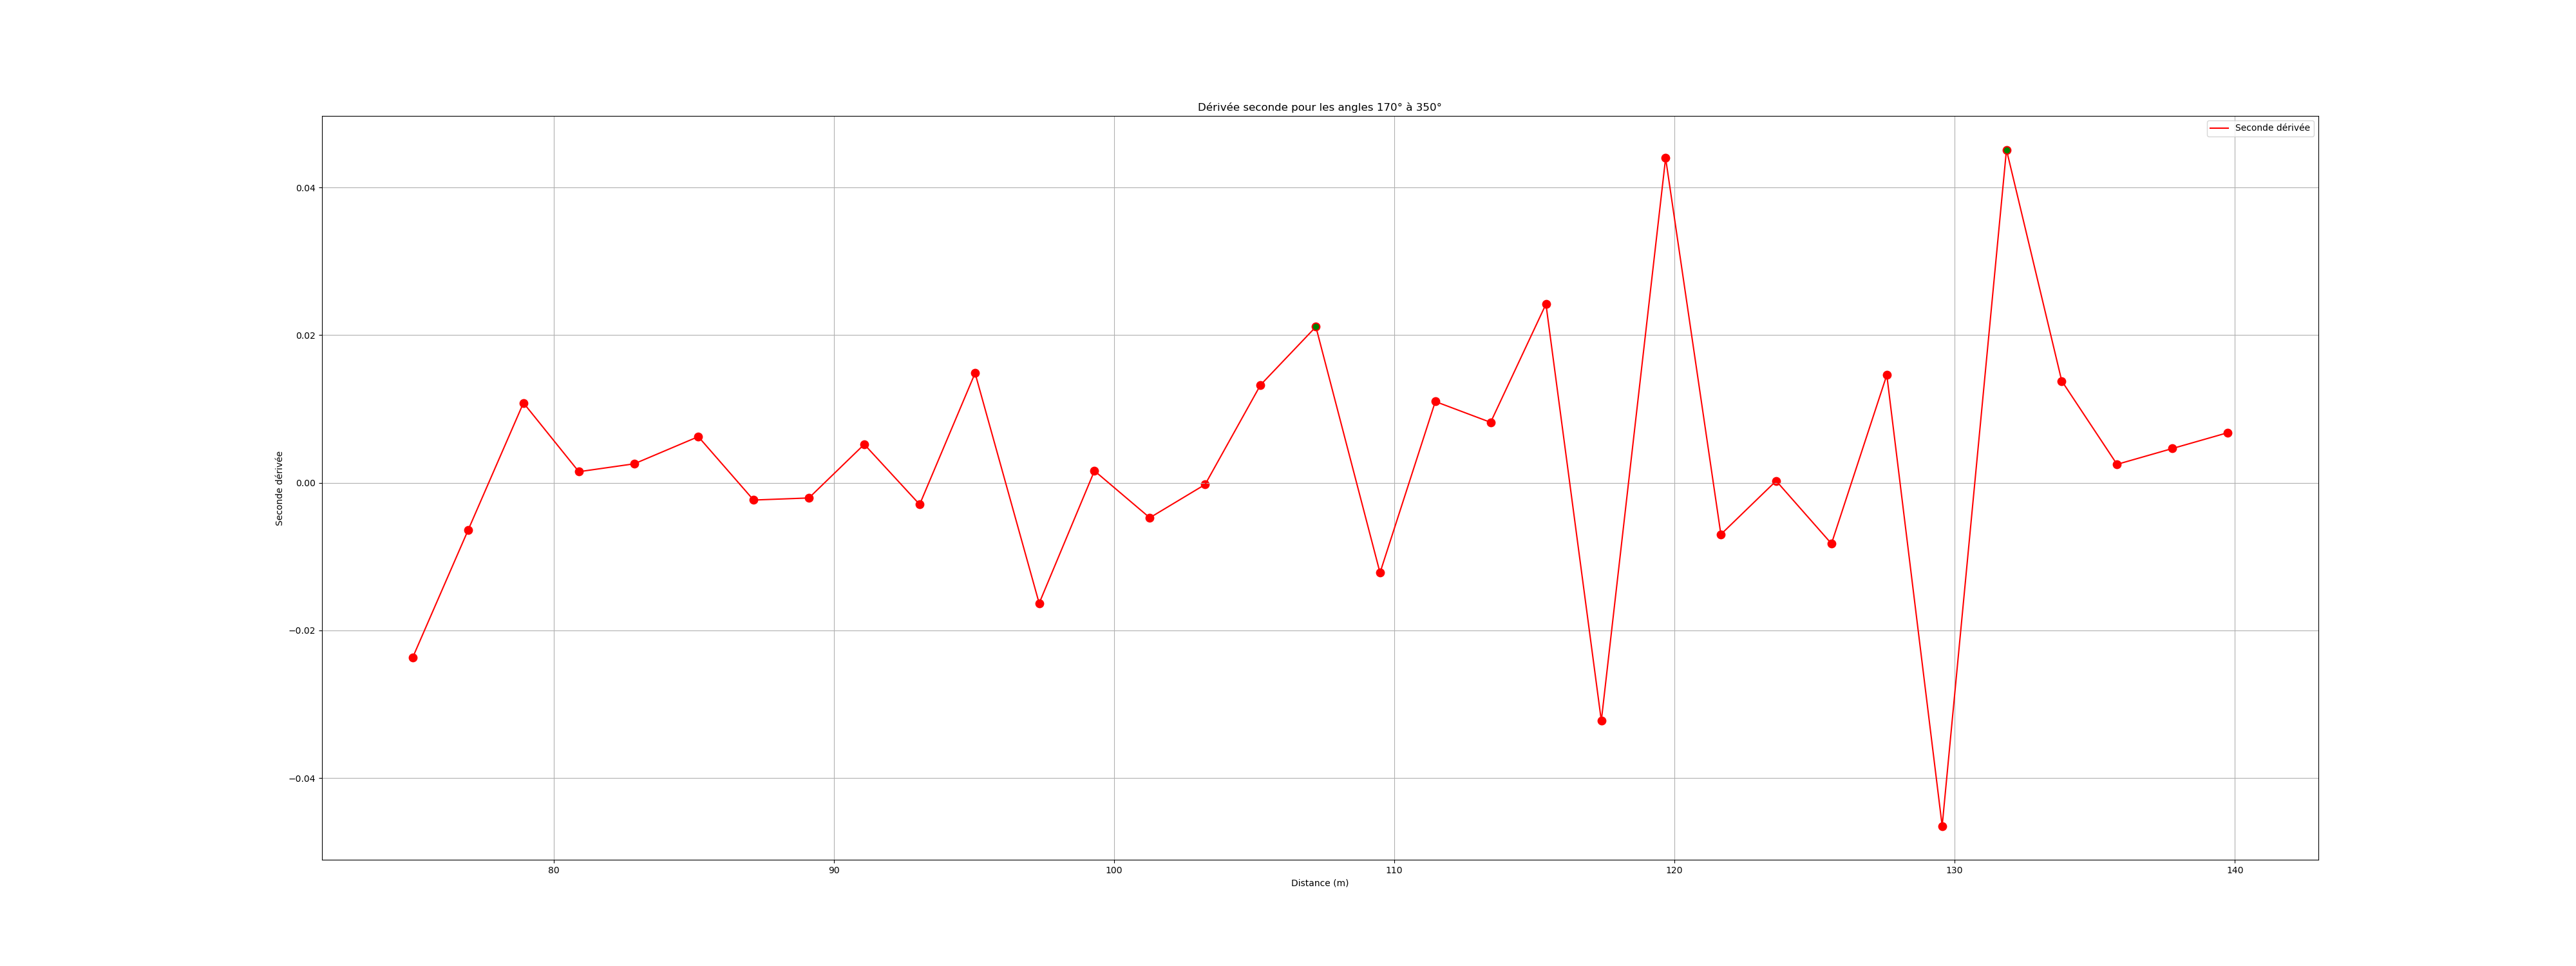 Dérivée seconde pour les angles 170° à 350°
Seconde dérivée
0.04
0.02
0.00
−0.02
−0.04
Seconde dérivée
80 90 100 110 120 130 140
Distance (m)